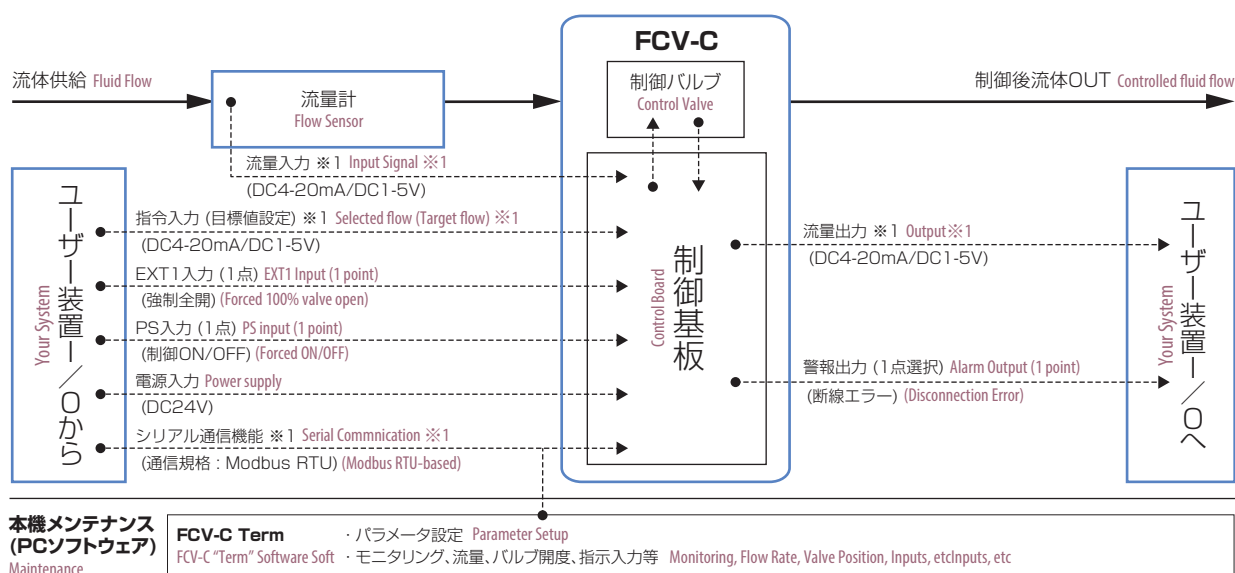 FCV-C
流体供給 Fluid Flow
流量計
Flow Sensor
制御バルブ
Control Valve
制御後流体OUT Controlled fluid flow
流量入力 ※1 Input Signal ※1
(DC4-20mA/DC1-5V)
ユーザー装置I/Oから
Your System
指令入力 (目標値設定) ※1 Selected flow (Target flow) ※1
(DC4-20mA/DC1-5V)
EXT1入力 (1点) EXT1 Input (1 point)
(強制全開) (Forced 100% valve open)
PS入力 (1点) PS input (1 point)
(制御ON/OFF) (Forced ON/OFF)
電源入力 Power supply
(DC24V)
シリアル通信機能 ※1 Serial Commnication ※1
(通信規格 : Modbus RTU) (Modbus RTU-based)
制御基板
Control Board
流量出力 ※1 Output※1
(DC4-20mA/DC1-5V)
警報出力 (1点選択) Alarm Output (1 point)
(断線エラー) (Disconnection Error)
ユーザー装置I/Oへ
Your System
本機メンテナンス
(PCソフトウェア)
Maintenance
FCV-C Term ・パラメータ設定 Parameter Setup
FCV-C "Term" Software Soft ・モニタリング、流量、バルブ開度、指示入力等 Monitoring, Flow Rate, Valve Position, Inputs, etcInputs, etc